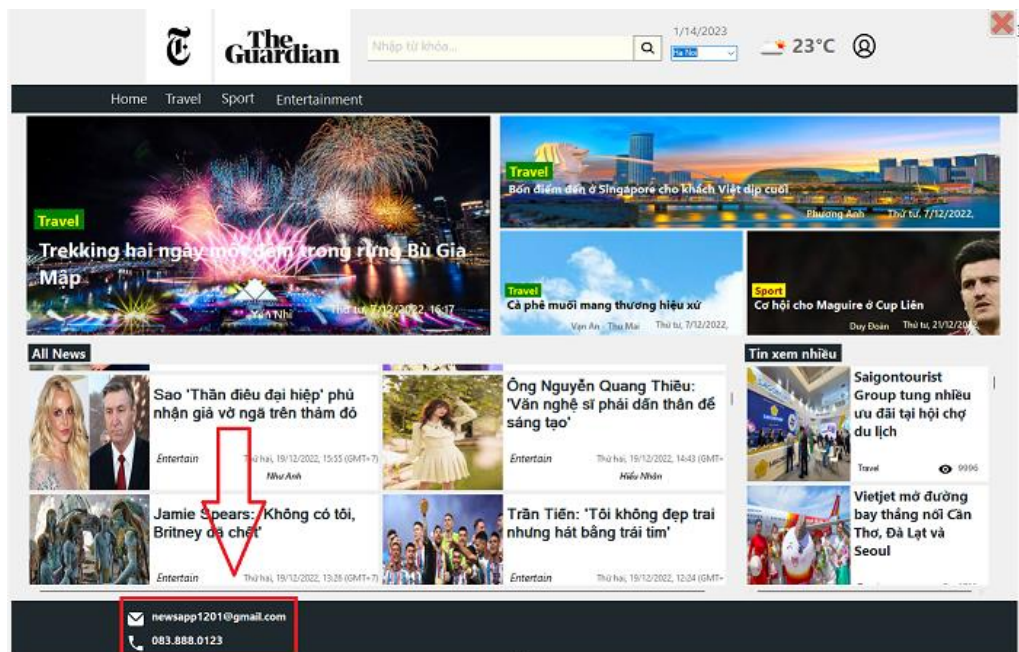 The
Guardian
Nhập từ khóa...
1/14/2023
Ha Noi
23°C
Home Travel Sport Entertainment
Travel
Trekking hai ngày một đêm trong rừng Bù Gia
Mập
Yến Nhi Thứ tư, 7/12/2022, 16:17
Travel
Bốn điểm đến ở Singapore cho khách Việt dịp cuối
Phương Anh Thứ tư, 7/12/2022,
Travel
Cà phê muối mang thương hiệu xứ
Vạn An - Thu Mai Thứ tư, 7/12/2022,
Sport
Cơ hội cho Maguire ở Cup Liên
Duy Đoàn Thứ tư, 21/12/2022,
All News
Sao 'Thần điêu đại hiệp' phủ
nhận giả vờ ngã trên thảm đỏ
Entertain Thứ hai, 19/12/2022, 15:55 (GMT+7)
Như Anh
Ông Nguyễn Quang Thiều:
'Văn nghệ sĩ phải dấn thân để
sáng tạo'
Entertain Thứ hai, 19/12/2022, 14:43 (GMT+
Hiểu Nhân
Jamie Spears: 'Không có tôi,
Britney đã chết'
Entertain Thứ hai, 19/12/2022, 13:28 (GMT+7)
Trần Tiến: 'Tôi không đẹp trai
nhưng hát bằng trái tim'
Entertain Thứ hai, 19/12/2022, 12:24 (GMT+
Tin xem nhiều
Saigontourist
Group tung nhiều
ưu đãi tại hội chợ
du lịch
Travel 9996
Vietjet mở đường
bay thẳng nối Cần
Thơ, Đà Lạt và
Seoul
newsapp1201@gmail.com
083.888.0123